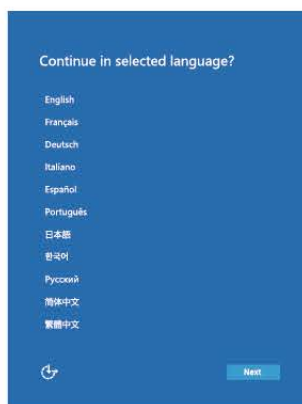 Continue in selected language?
English
Français
Deutsch
Italiano
Español
Português
日本語
한국어
Русский
简体中文
繁體中文
Next